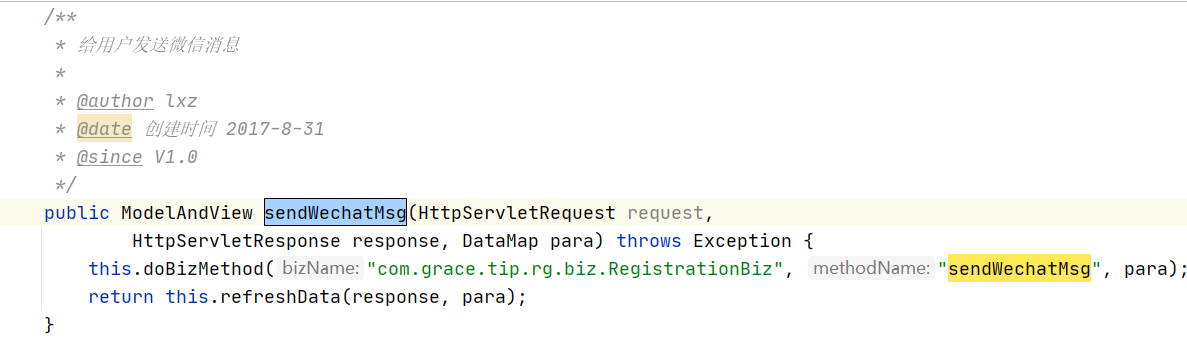 /**
 * 给用户发送微信消息
 *
 * @author lxz
 * @date 创建时间 2017-8-31
 * @since V1.0
 */
public ModelAndView sendWechatMsg(HttpServletRequest request,
        HttpServletResponse response, DataMap para) throws Exception {
    this.doBizMethod( bizName: "com.grace.tip.rg.biz.RegistrationBiz", methodName: "sendWechatMsg", para);
    return this.refreshData(response, para);
}